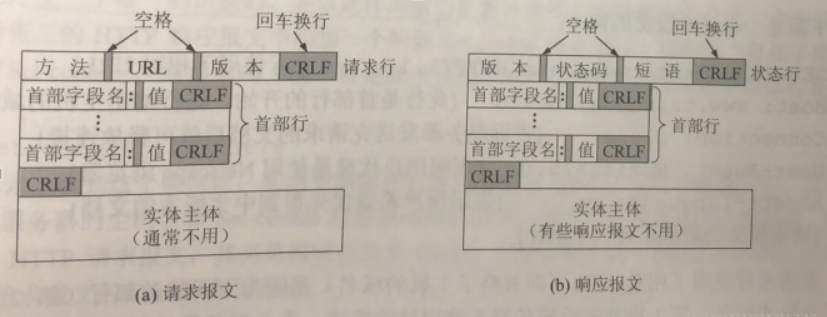 空格
回车换行
方法 URL 版本 CRLF 请求行
首部字段名: 值 CRLF
⋮
首部行
首部字段名: 值 CRLF
CRLF
实体主体
(通常不用)
(a) 请求报文
空格
回车换行
版本 状态码 短语 CRLF 状态行
首部字段名: 值 CRLF
⋮
首部行
首部字段名: 值 CRLF
CRLF
实体主体
(有些响应报文不用)
(b) 响应报文